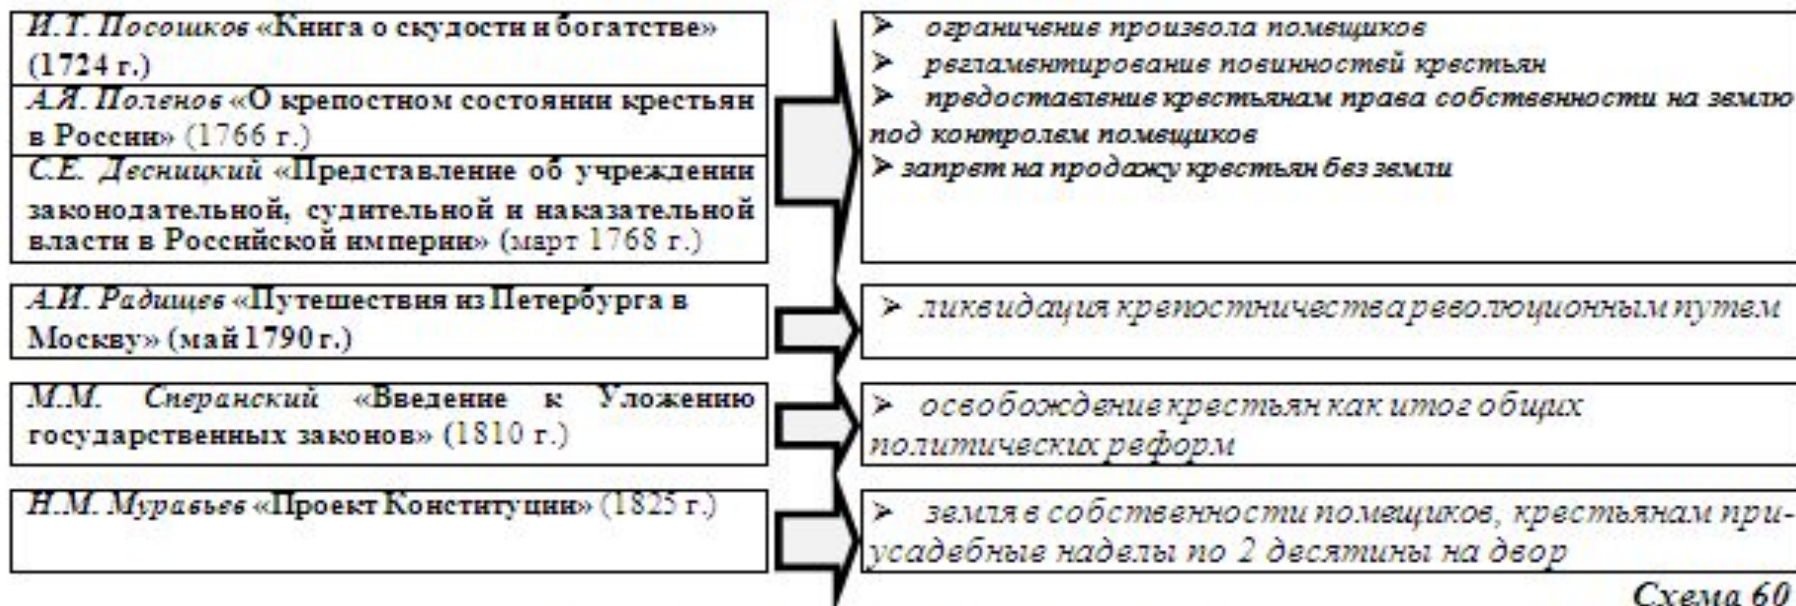 И.Т. Посошков «Книга о скудости и богатстве»
(1724 г.)
А.Я. Поленов «О крепостном состоянии крестьян
в России» (1766 г.)
С.Е. Десницкий «Представление об учреждении
законодательной, судительной и наказательной
власти в Российской империи» (март 1768 г.)
➢ ограничение произвола помещиков
➢ регламентирование повинностей крестьян
➢ предоставление крестьянам права собственности на землю
под контролем помещиков
➢ запрет на продажу крестьян без земли
А.И. Радищев «Путешествия из Петербурга в
Москву» (май 1790 г.)
➢ ликвидация крепостничества революционным путем
М.М. Сперанский «Введение к Уложению
государственных законов» (1810 г.)
➢ освобождение крестьян как итог общих
политических реформ
Н.М. Муравьев «Проект Конституции» (1825 г.)
➢ земля в собственности помещиков, крестьянам при-
усадебные наделы по 2 десятины на двор
Схема 60